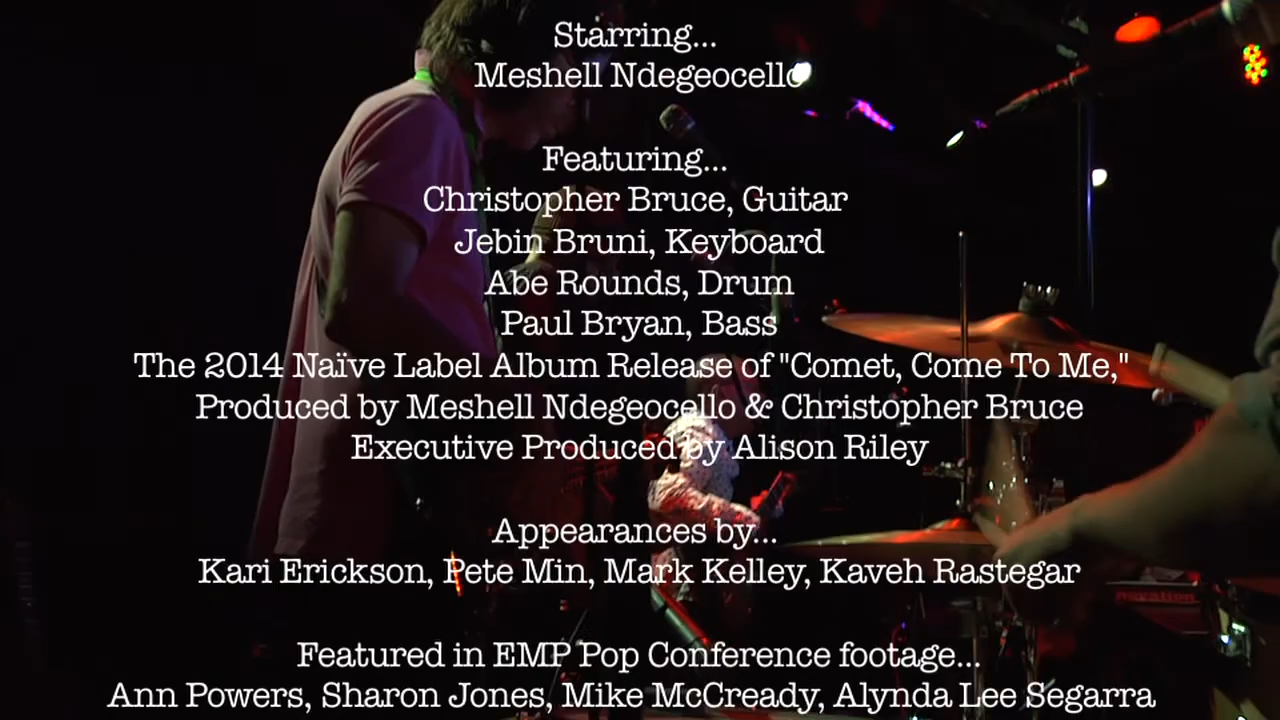 Starring...
Meshell Ndegeocello
Featuring...
Christopher Bruce, Guitar
Jebin Bruni, Keyboard
Abe Rounds, Drum
Paul Bryan, Bass
The 2014 Naïve Label Album Release of "Comet, Come To Me,"
Produced by Meshell Ndegeocello & Christopher Bruce
Executive Produced by Alison Riley
Appearances by...
Kari Erickson, Pete Min, Mark Kelley, Kaveh Rastegar
novation
Featured in EMP Pop Conference footage...
Ann Powers, Sharon Jones, Mike McCready, Alynda Lee Segarra